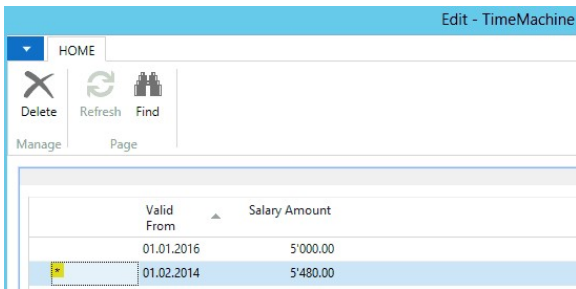 Edit - TimeMachine
HOME
Delete
Refresh
Find
Manage
Page
Valid
From
Salary Amount
01.01.2016 5'000.00
* 01.02.2014 5'480.00